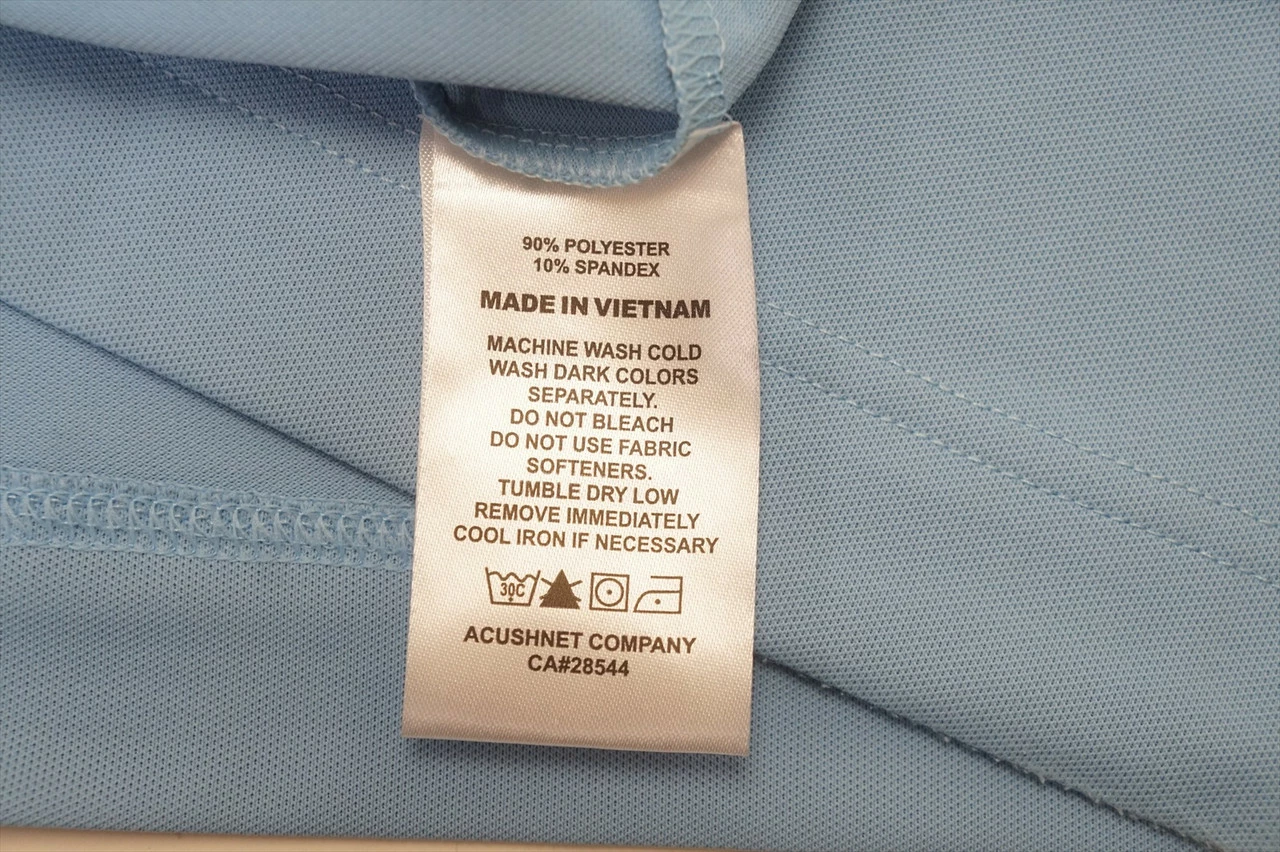 90% POLYESTER
10% SPANDEX
MADE IN VIETNAM
MACHINE WASH COLD
WASH DARK COLORS
SEPARATELY.
DO NOT BLEACH
DO NOT USE FABRIC
SOFTENERS.
TUMBLE DRY LOW
REMOVE IMMEDIATELY
COOL IRON IF NECESSARY
30C
ACUSHNET COMPANY
CA#28544